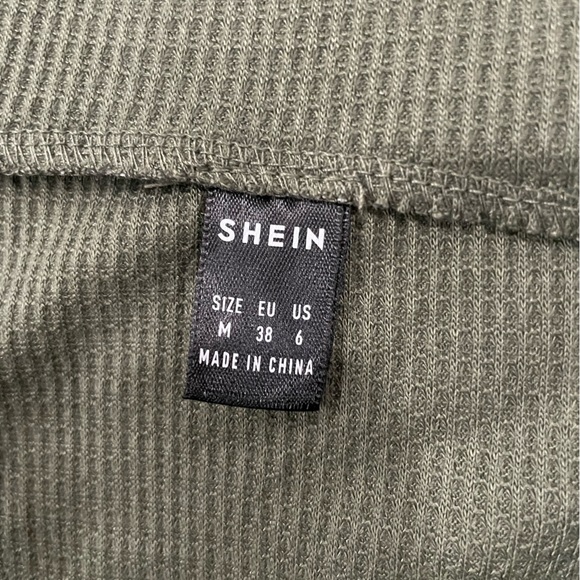 SHEIN
SIZE EU US
M 38 6
MADE IN CHINA